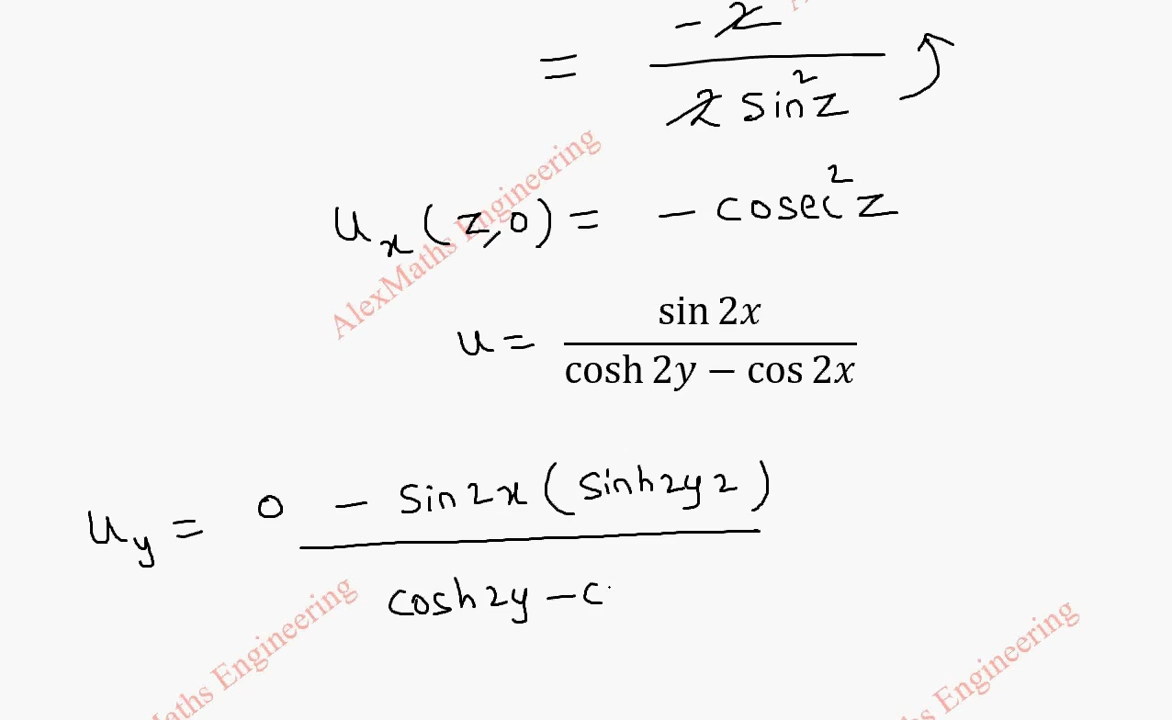 = -2 / 2 sin²z
AlexMaths Engineering
uₓ(z,0) = - cosec²z
u = sin 2x / cosh 2y − cos 2x
u_y = 0 - sin2x (sinh2y 2) / cosh2y - c
Maths Engineering
Maths Engineering